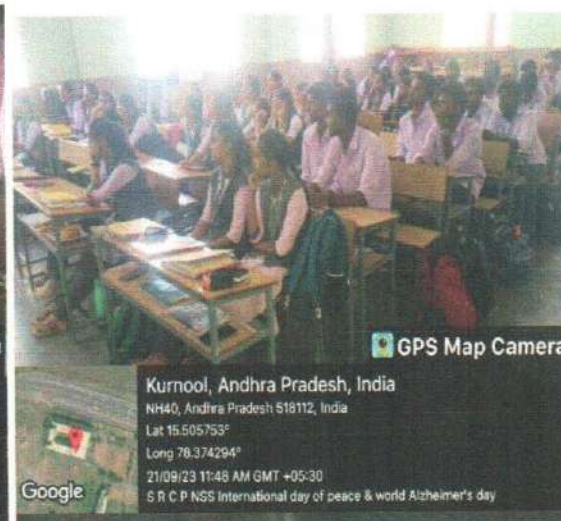 GPS Map Camera
Kurnool, Andhra Pradesh, India
NH40, Andhra Pradesh 518112, India
Lat 15.505753°
Long 78.374294°
21/09/23 11:48 AM GMT +05:30
S R C P NSS International day of peace & world Alzheimer's day
Google